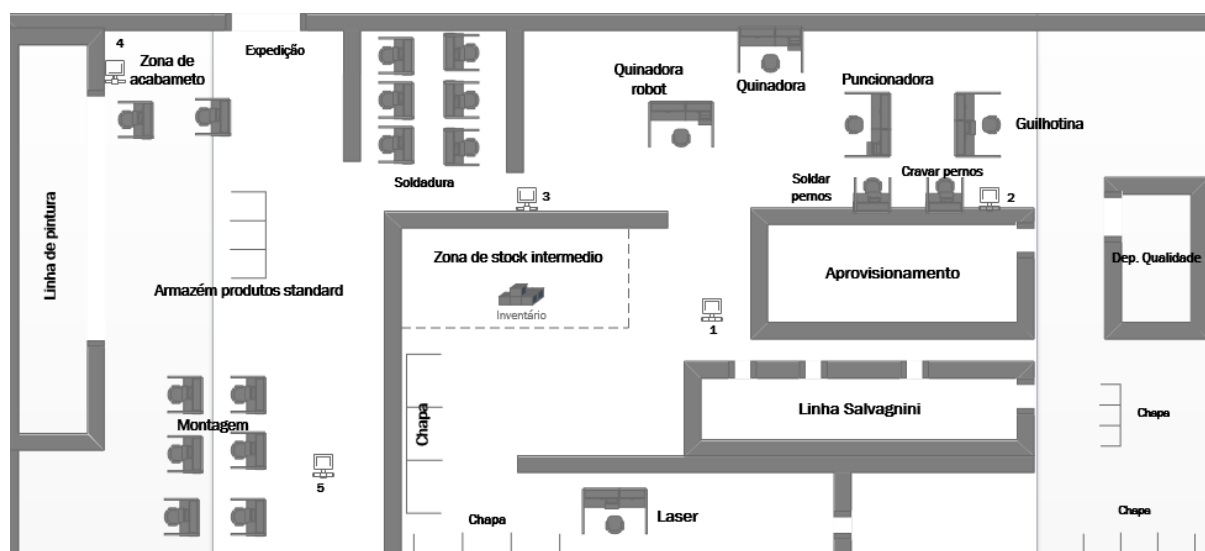 4
Zona de
acabameto
Expedição
Quinadora
robot
Quinadora
Puncionadora
Guilhotina
Soldadura
Soldar
pernos
Cravar pernos
3
2
Linha de pintura
Armazém produtos standard
Zona de stock intermedio
Inventário
Aprovisionamento
Dep. Qualidade
1
Chapa
Linha Salvagnini
Chapa
Montagem
5
Chapa
Laser
Chapa